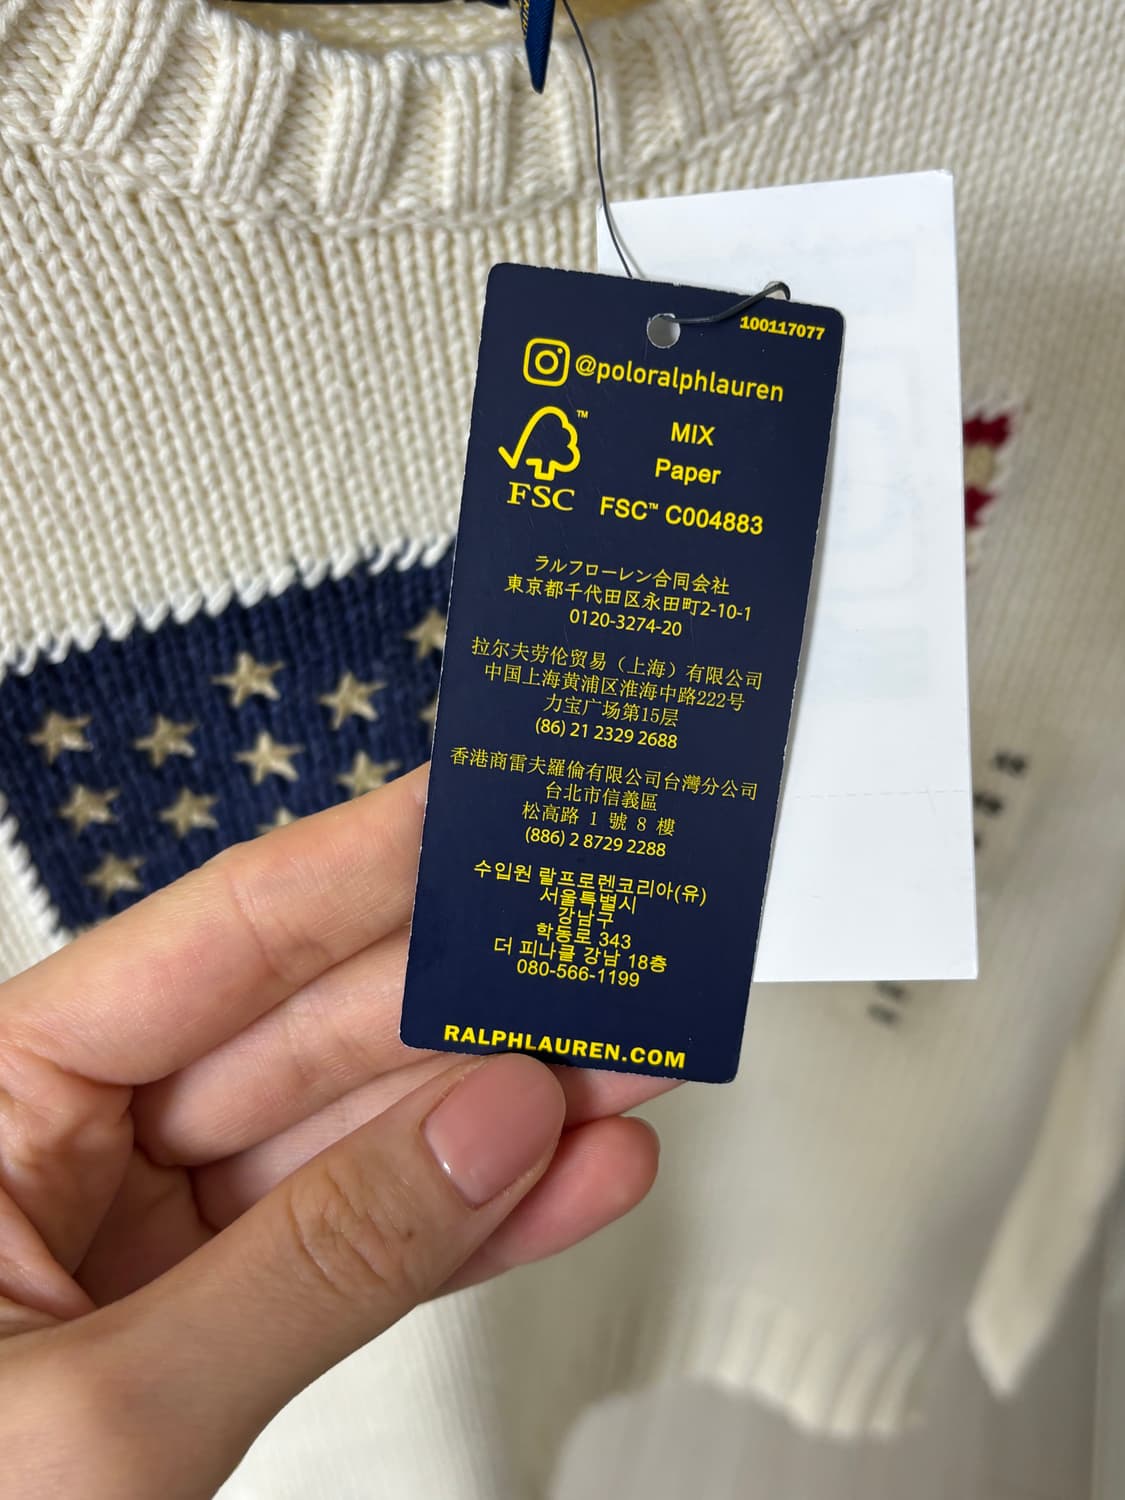 100117077
@poloralphlauren
MIX
Paper
FSC™ C004883
™
FSC
ラルフローレン合同会社
東京都千代田区永田町2-10-1
0120-3274-20
拉尔夫劳伦贸易（上海）有限公司
中国上海黄浦区淮海中路222号
力宝广场第15层
(86) 21 2329 2688
香港商雷夫羅倫有限公司台灣分公司
台北市信義區
松高路 1 號 8 樓
(886) 2 8729 2288
수입원 랄프로렌코리아(유)
서울특별시
강남구
학동로 343
더 피나클 강남 18층
080-566-1199
RALPHLAUREN.COM